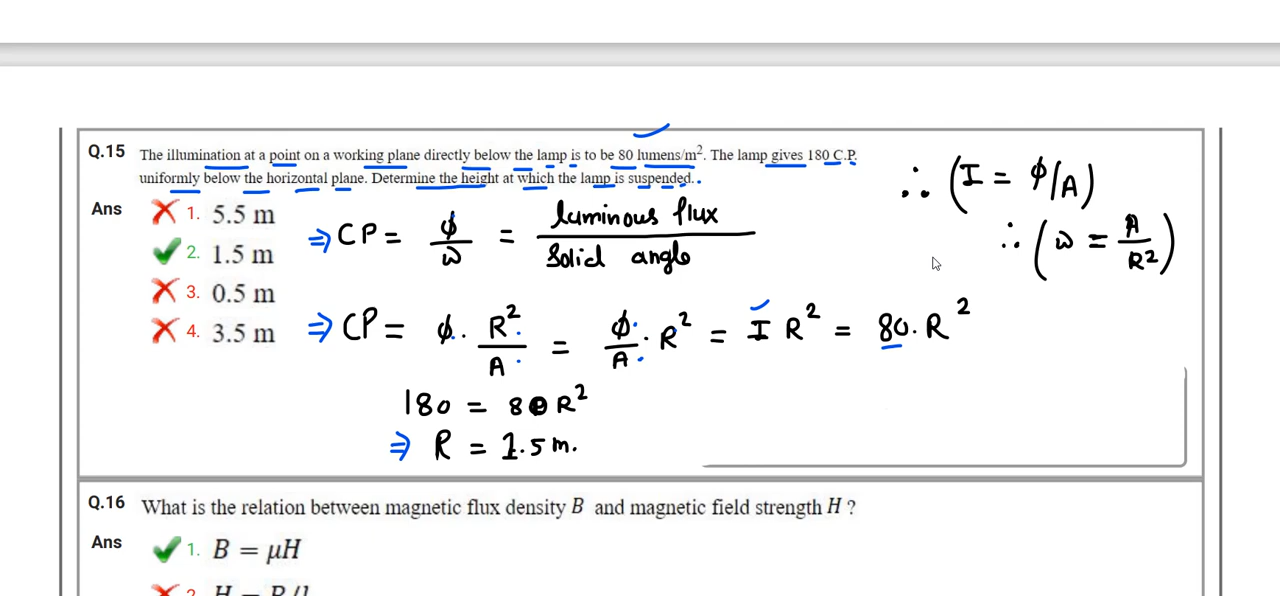 Q.15 The illumination at a point on a working plane directly below the lamp is to be 80 lumens/m². The lamp gives 180 C.P.
uniformly below the horizontal plane. Determine the height at which the lamp is suspended..
∴ (I = ϕ/A)
Ans 1. 5.5 m
⇒ CP = ϕ/ω = luminous flux / Solid angle
∴ (ω = A/R²)
2. 1.5 m
3. 0.5 m
4. 3.5 m
⇒ CP = ϕ. R²/A = ϕ/A · R² = I R² = 80. R²
180 = 80 R²
⇒ R = 1.5 m.
Q.16 What is the relation between magnetic flux density B and magnetic field strength H ?
Ans 1. B = μH